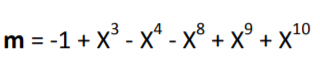 m = -1 + X³ - X⁴ - X⁸ + X⁹ + X¹⁰